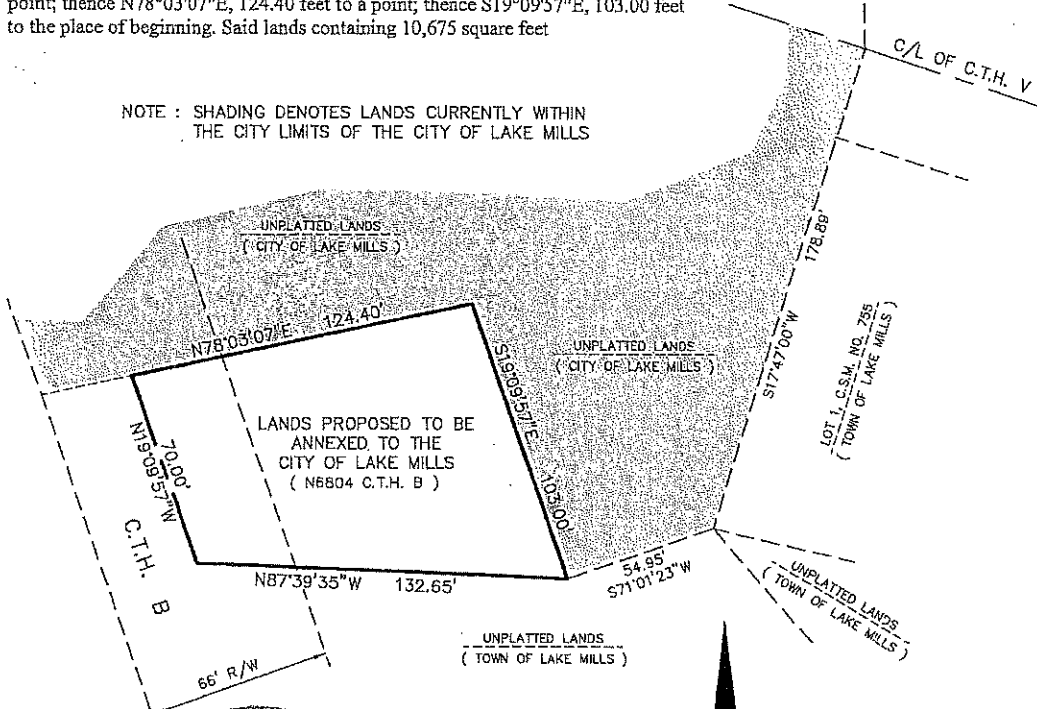 point; thence N78°03'07"E, 124.40 feet to a point; thence S19°09'57"E, 103.00 feet
to the place of beginning. Said lands containing 10,675 square feet
C/L OF C.T.H. V
NOTE : SHADING DENOTES LANDS CURRENTLY WITHIN
THE CITY LIMITS OF THE CITY OF LAKE MILLS
UNPLATTED LANDS
( CITY OF LAKE MILLS )
178.89'
S17°47'00"W
LOT 1, C.S.M. NO. 755
( TOWN OF LAKE MILLS )
N78°03'07"E 124.40'
UNPLATTED LANDS
( CITY OF LAKE MILLS )
S19°09'57"E 103.00'
LANDS PROPOSED TO BE
ANNEXED TO THE
CITY OF LAKE MILLS
( N6804 C.T.H. B )
70.00'
N19°09'57"W
C.T.H. B
N87°39'35"W 132.65'
54.95'
S71°01'23"W
UNPLATTED LANDS
( TOWN OF LAKE MILLS )
UNPLATTED LANDS
( TOWN OF LAKE MILLS )
66' R/W